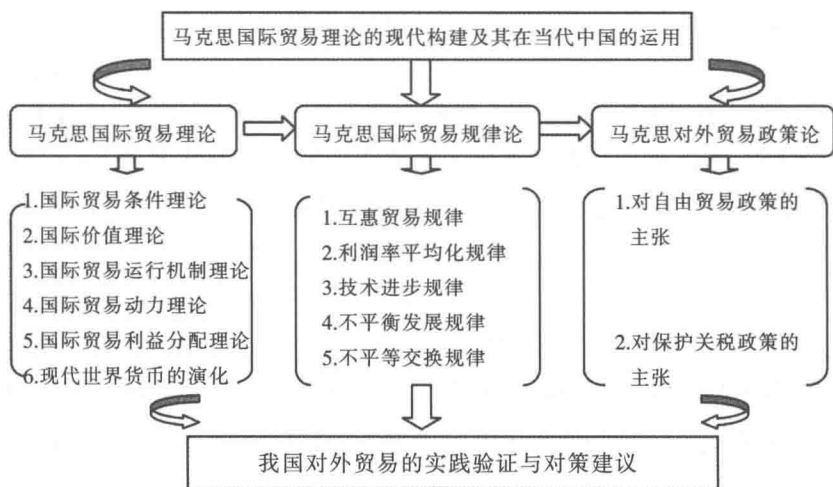 马克思国际贸易理论的现代构建及其在当代中国的运用
马克思国际贸易理论
马克思国际贸易规律论
马克思对外贸易政策论
1.国际贸易条件理论
2.国际价值理论
3.国际贸易运行机制理论
4.国际贸易动力理论
5.国际贸易利益分配理论
6.现代世界货币的演化
1.互惠贸易规律
2.利润率平均化规律
3.技术进步规律
4.不平衡发展规律
5.不平等交换规律
1.对自由贸易政策的
主张
2.对保护关税政策的
主张
我国对外贸易的实践验证与对策建议